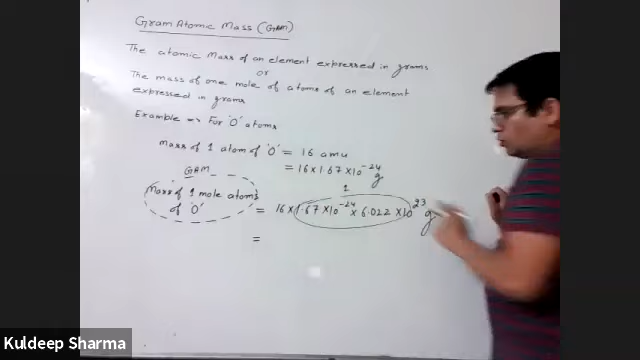 Gram Atomic Mass (GAM)
The atomic Mass of an element expressed in grams
or
The mass of one mole of atoms of an element
expressed in grams
Example => For 'O' atoms
mass of 1 atom of 'O' = 16 amu
= 16 × 1.67 × 10⁻²⁴ g
GAM
1
Mass of 1 mole atoms
of 'O'
= 16 × 1.67 × 10⁻²⁴ × 6.022 × 10²³ g
=
Kuldeep Sharma